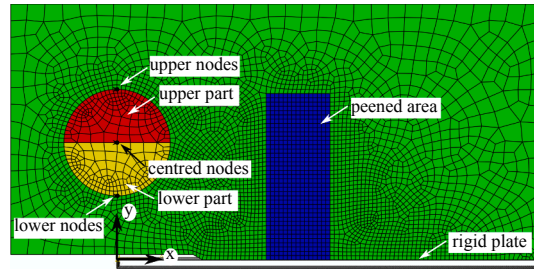 upper nodes
upper part
peened area
centred nodes
lower part
lower nodes
y
x
rigid plate